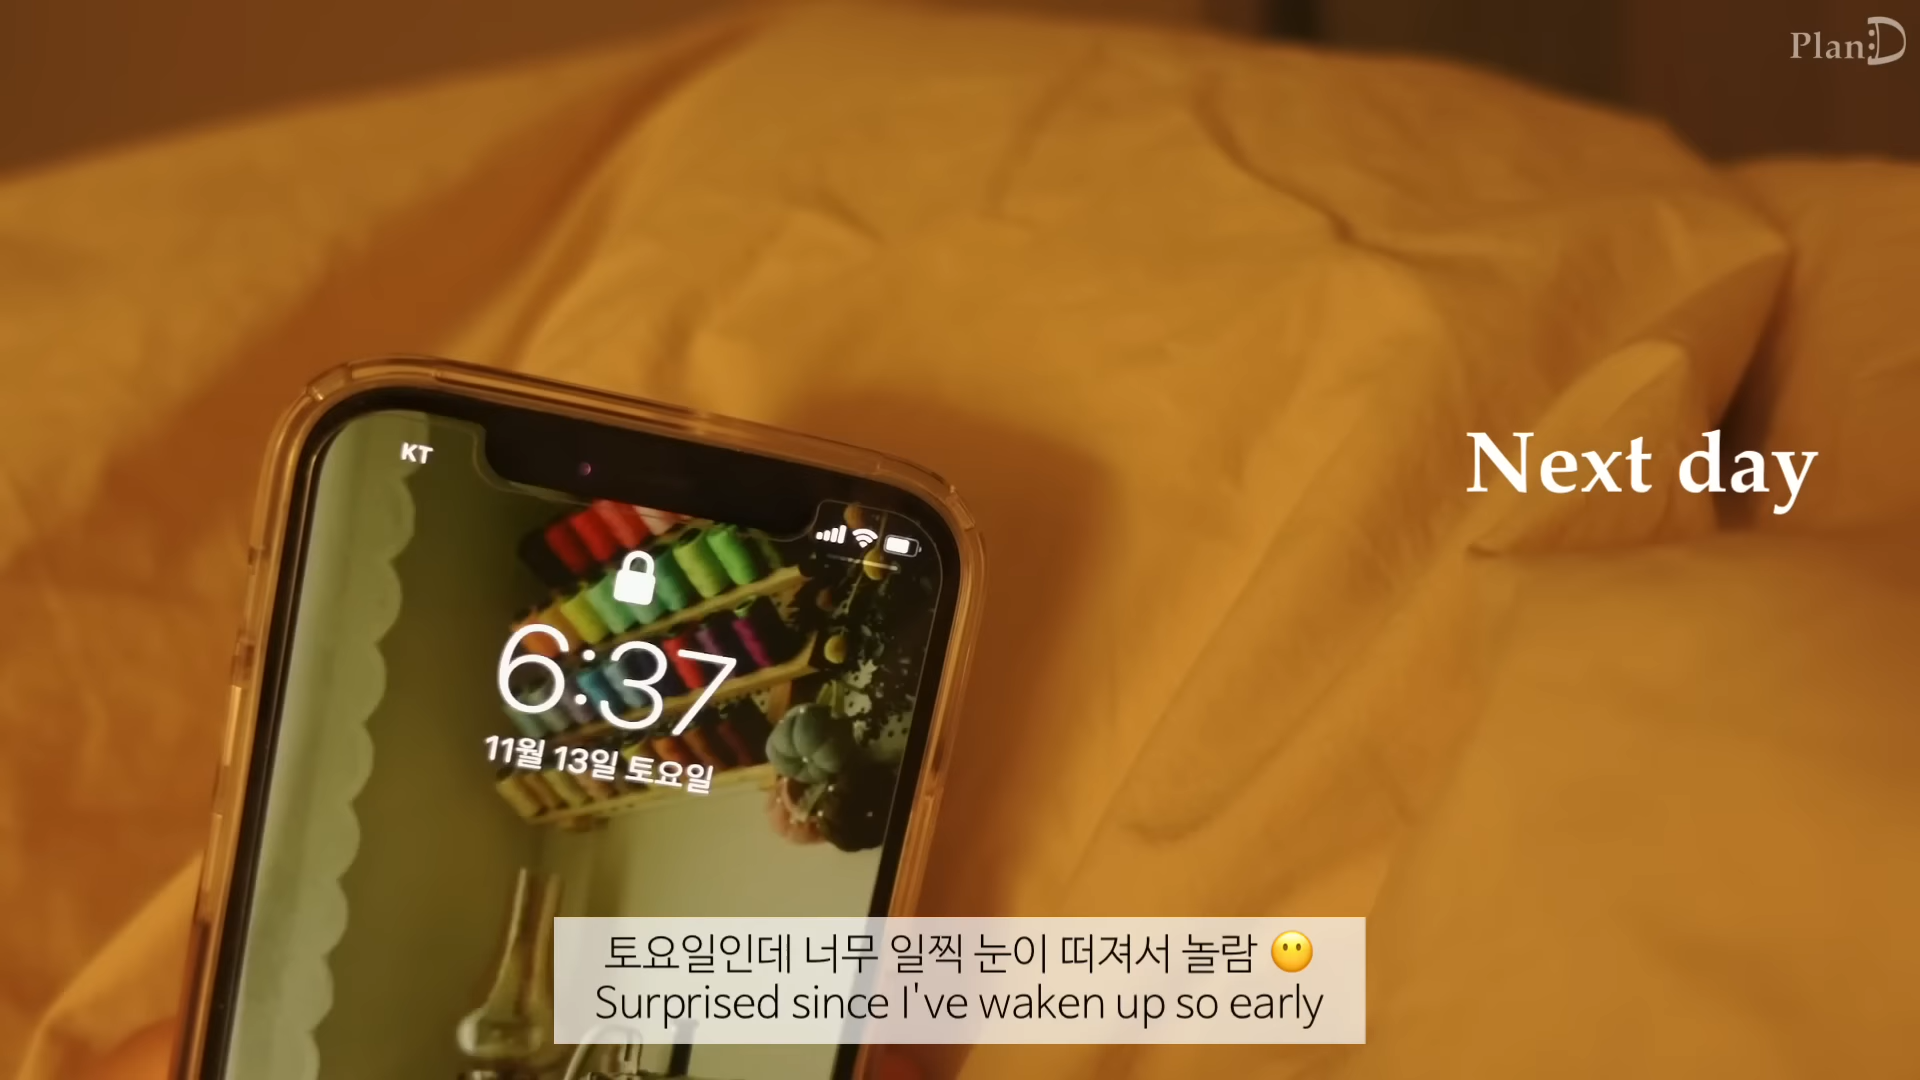 Plan:D
KT
6:37
11월 13일 토요일
Next day
토요일인데 너무 일찍 눈이 떠져서 놀람 😶
Surprised since I've waken up so early